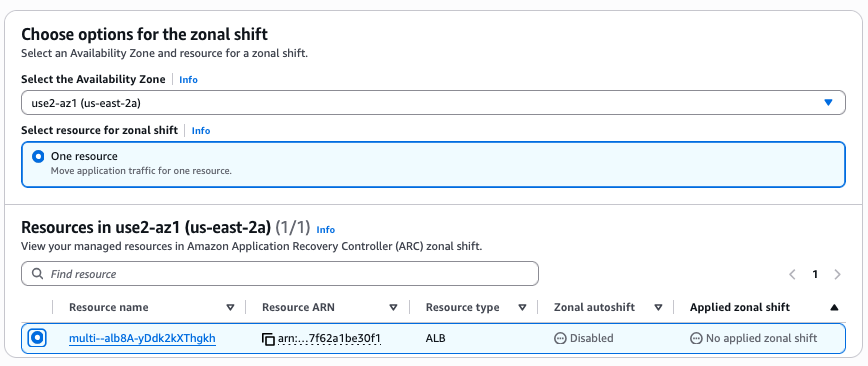 Choose options for the zonal shift
Select an Availability Zone and resource for a zonal shift.
Select the Availability Zone Info
use2-az1 (us-east-2a)
Select resource for zonal shift Info
One resource
Move application traffic for one resource.
Resources in use2-az1 (us-east-2a) (1/1) Info
View your managed resources in Amazon Application Recovery Controller (ARC) zonal shift.
Find resource 1
Resource name Resource ARN Resource type Zonal autoshift Applied zonal shift
multi--alb8A-yDdk2kXThgkh arn:...7f62a1be30f1 ALB Disabled No applied zonal shift